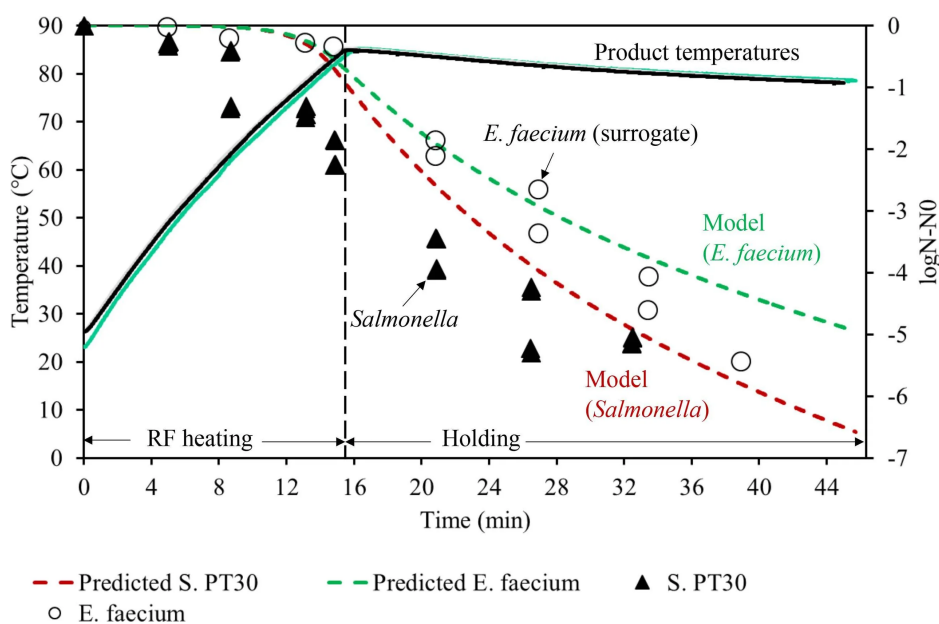 90
80
70
60
50
40
30
20
10
0
Temperature (°C)
0
-1
-2
-3
-4
-5
-6
-7
logN-N0
Product temperatures
E. faecium (surrogate)
Model
(E. faecium)
Salmonella
Model
(Salmonella)
RF heating
Holding
0 4 8 12 16 20 24 28 32 36 40 44
Time (min)
Predicted S. PT30 Predicted E. faecium S. PT30
E. faecium